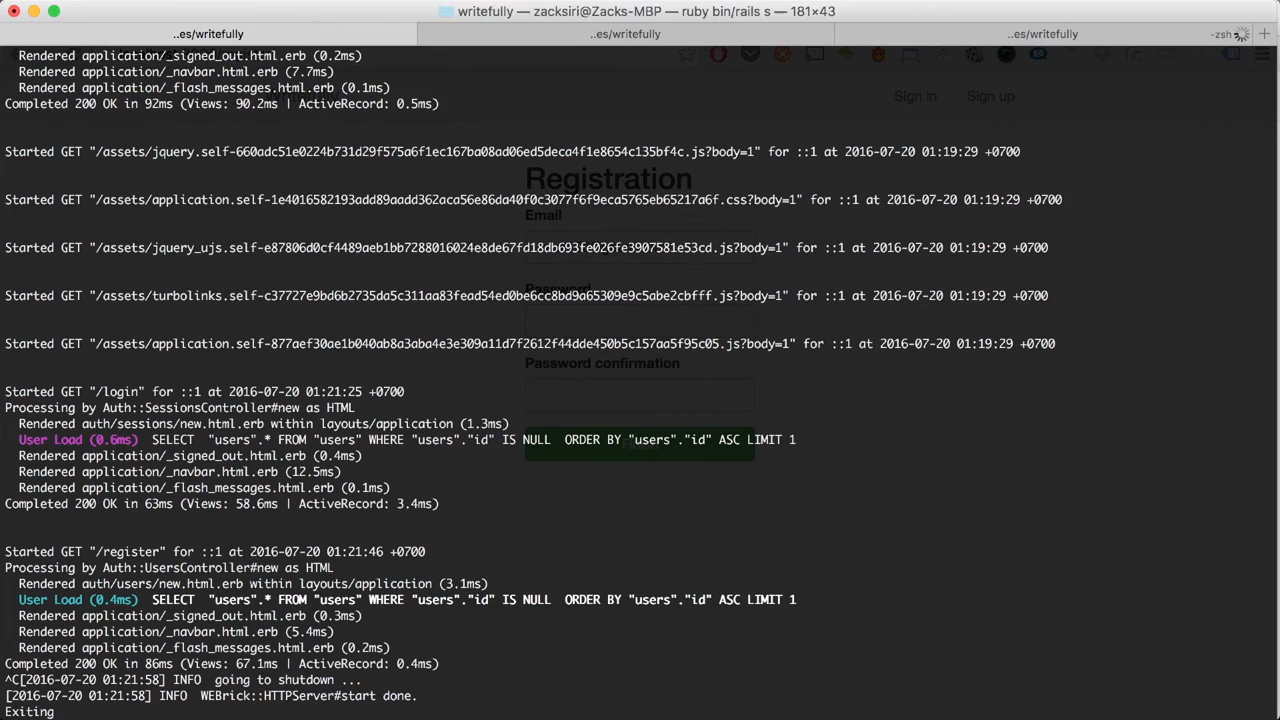 writefully — zacksiri@Zacks-MBP — ruby bin/rails s — 181×43
..es/writefully
..es/writefully
..es/writefully
-zsh
Rendered application/_signed_out.html.erb (0.2ms)
Rendered application/_navbar.html.erb (7.7ms)
Rendered application/_flash_messages.html.erb (0.1ms)
Completed 200 OK in 92ms (Views: 90.2ms | ActiveRecord: 0.5ms)
Sign In
Sign up
Started GET "/assets/jquery.self-660adc51e0224b731d29f575a6f1ec167ba08ad06ed5deca4f1e8654c135bf4c.js?body=1" for ::1 at 2016-07-20 01:19:29 +0700
Registration
Started GET "/assets/application.self-1e4016582193add89aadd362aca56e86da40f0c3077f6f9eca5765eb65217a6f.css?body=1" for ::1 at 2016-07-20 01:19:29 +0700
Email
Started GET "/assets/jquery_ujs.self-e87806d0cf4489aeb1bb7288016024e8de67fd18db693fe026fe3907581e53cd.js?body=1" for ::1 at 2016-07-20 01:19:29 +0700
Password
Started GET "/assets/turbolinks.self-c37727e9bd6b2735da5c311aa83fead54ed0be6cc8bd9a65309e9c5abe2cbfff.js?body=1" for ::1 at 2016-07-20 01:19:29 +0700
Started GET "/assets/application.self-877aef30ae1b040ab8a3aba4e3e309a11d7f2612f44dde450b5c157aa5f95c05.js?body=1" for ::1 at 2016-07-20 01:19:29 +0700
Password confirmation
Started GET "/login" for ::1 at 2016-07-20 01:21:25 +0700
Processing by Auth::SessionsController#new as HTML
Rendered auth/sessions/new.html.erb within layouts/application (1.3ms)
User Load (0.6ms)  SELECT  "users".* FROM "users" WHERE "users"."id" IS NULL  ORDER BY "users"."id" ASC LIMIT 1
Rendered application/_signed_out.html.erb (0.4ms)
Rendered application/_navbar.html.erb (12.5ms)
Rendered application/_flash_messages.html.erb (0.1ms)
Completed 200 OK in 63ms (Views: 58.6ms | ActiveRecord: 3.4ms)
Started GET "/register" for ::1 at 2016-07-20 01:21:46 +0700
Processing by Auth::UsersController#new as HTML
Rendered auth/users/new.html.erb within layouts/application (3.1ms)
User Load (0.4ms)  SELECT  "users".* FROM "users" WHERE "users"."id" IS NULL  ORDER BY "users"."id" ASC LIMIT 1
Rendered application/_signed_out.html.erb (0.3ms)
Rendered application/_navbar.html.erb (5.4ms)
Rendered application/_flash_messages.html.erb (0.2ms)
Completed 200 OK in 86ms (Views: 67.1ms | ActiveRecord: 0.4ms)
^C[2016-07-20 01:21:58] INFO  going to shutdown ...
[2016-07-20 01:21:58] INFO  WEBrick::HTTPServer#start done.
Exiting